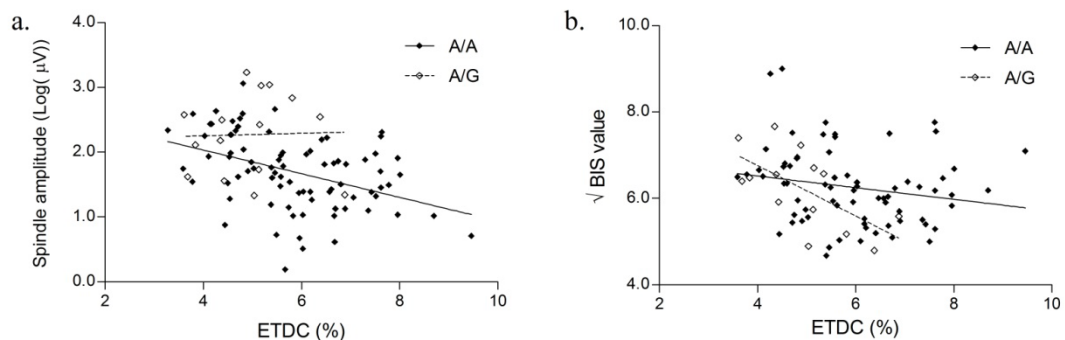 a.
Spindle amplitude (Log( μV))
4.0
3.0
2.0
1.0
0.0
2 4 6 8 10
ETDC (%)
A/A
A/G
b.
√ BIS value
10.0
8.0
6.0
4.0
2 4 6 8 10
ETDC (%)
A/A
A/G